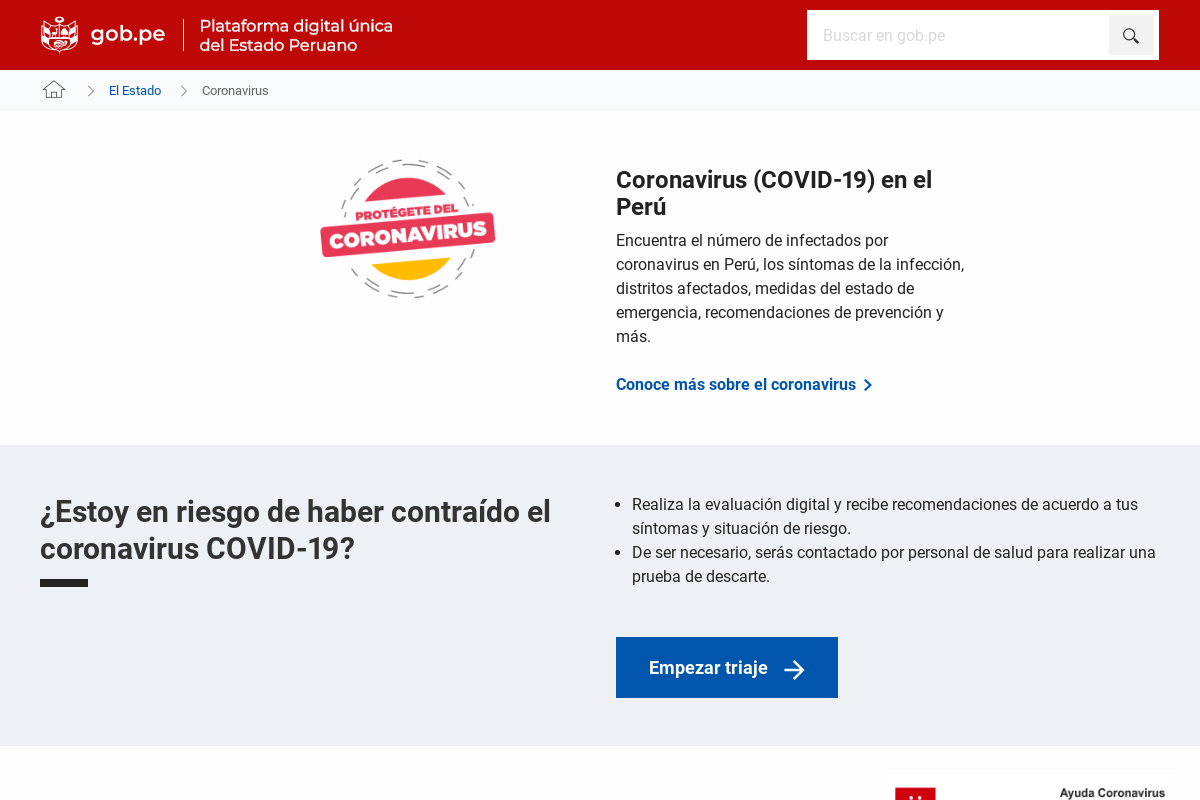 gob.pe
Plataforma digital única
del Estado Peruano
Buscar en gob.pe
El Estado
Coronavirus
PROTÉGETE DEL
CORONAVIRUS
Coronavirus (COVID-19) en el
Perú
Encuentra el número de infectados por
coronavirus en Perú, los síntomas de la infección,
distritos afectados, medidas del estado de
emergencia, recomendaciones de prevención y
más.
Conoce más sobre el coronavirus
¿Estoy en riesgo de haber contraído el
coronavirus COVID-19?
• Realiza la evaluación digital y recibe recomendaciones de acuerdo a tus
síntomas y situación de riesgo.
• De ser necesario, serás contactado por personal de salud para realizar una
prueba de descarte.
Empezar triaje
Ayuda Coronavirus